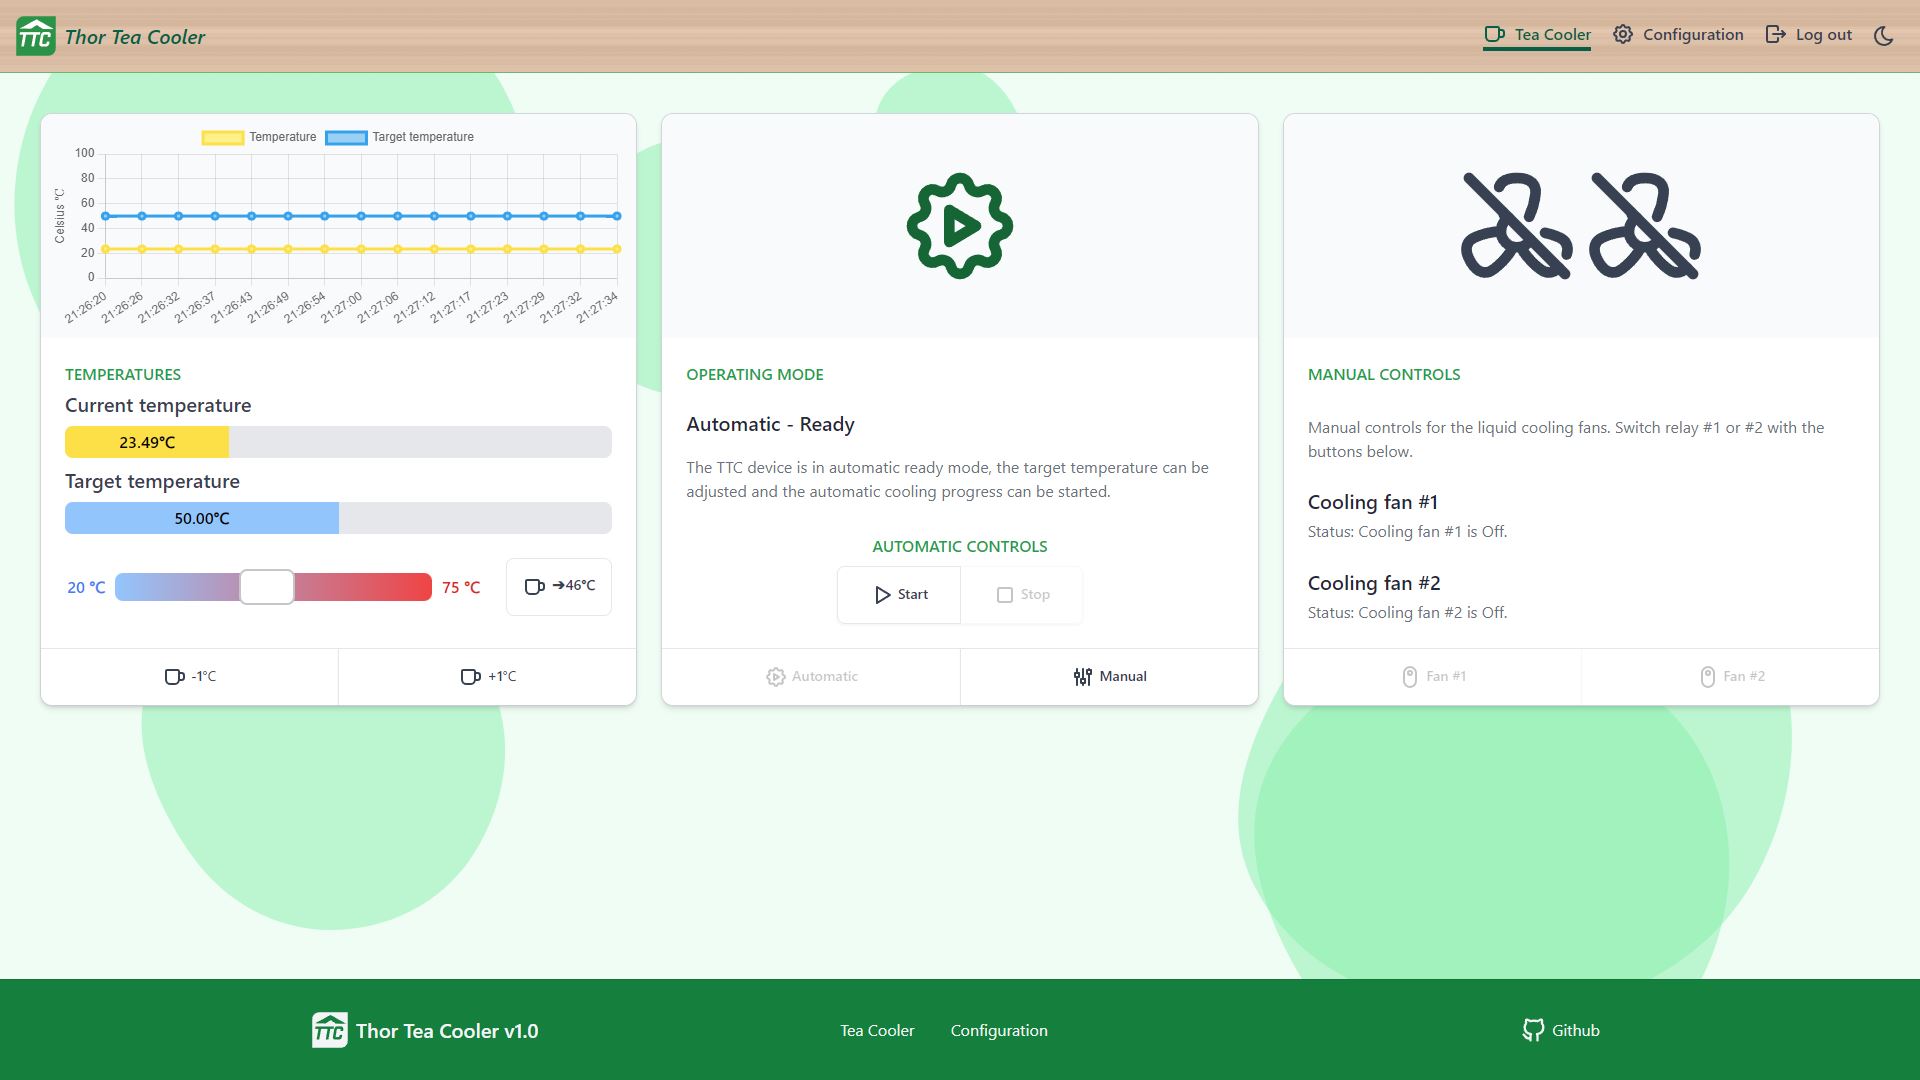 TTC Thor Tea Cooler
Tea Cooler
Configuration
Log out
Temperature
Target temperature
100
80
60
40
20
0
Celsius °C
21:26:20
21:26:26
21:26:32
21:26:37
21:26:43
21:26:49
21:26:54
21:27:00
21:27:06
21:27:12
21:27:17
21:27:23
21:27:29
21:27:32
21:27:34
TEMPERATURES
Current temperature
23.49°C
Target temperature
50.00°C
20 °C
75 °C
➔46°C
-1°C
+1°C
OPERATING MODE
Automatic - Ready
The TTC device is in automatic ready mode, the target temperature can be
adjusted and the automatic cooling progress can be started.
AUTOMATIC CONTROLS
Start
Stop
Automatic
Manual
MANUAL CONTROLS
Manual controls for the liquid cooling fans. Switch relay #1 or #2 with the
buttons below.
Cooling fan #1
Status: Cooling fan #1 is Off.
Cooling fan #2
Status: Cooling fan #2 is Off.
Fan #1
Fan #2
TTC Thor Tea Cooler v1.0
Tea Cooler
Configuration
Github